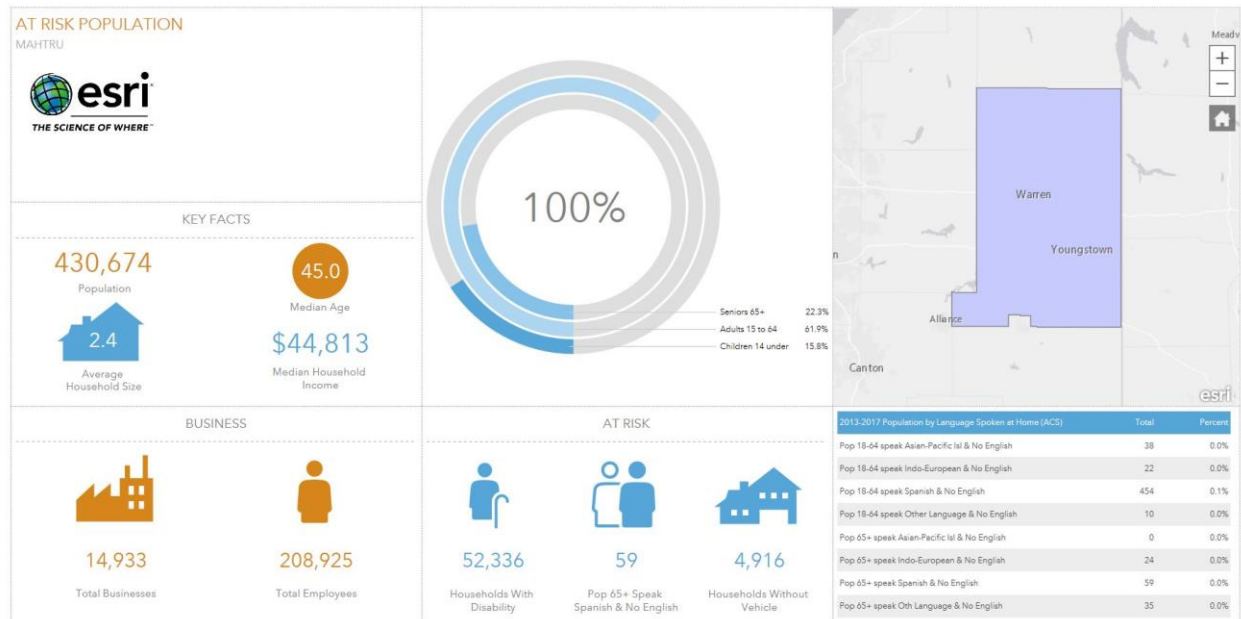 AT RISK POPULATION
MAHTRU
esri
THE SCIENCE OF WHERE™
KEY FACTS
430,674
Population
45.0
Median Age
2.4
Average
Household Size
$44,813
Median Household
Income
100%
Seniors 65+ 22.3%
Adults 15 to 64 61.9%
Children 14 under 15.8%
Meadv
+
−
Warren
Youngstown
n
Alliance
Canton
esri
BUSINESS
14,933
Total Businesses
208,925
Total Employees
AT RISK
52,336
Households With
Disability
59
Pop 65+ Speak
Spanish & No English
4,916
Households Without
Vehicle
2013-2017 Population by Language Spoken at Home (ACS) Total Percent
Pop 18-64 speak Asian-Pacific Isl & No English 38 0.0%
Pop 18-64 speak Indo-European & No English 22 0.0%
Pop 18-64 speak Spanish & No English 454 0.1%
Pop 18-64 speak Other Language & No English 10 0.0%
Pop 65+ speak Asian-Pacific Isl & No English 0 0.0%
Pop 65+ speak Indo-European & No English 24 0.0%
Pop 65+ speak Spanish & No English 59 0.0%
Pop 65+ speak Oth Language & No English 35 0.0%